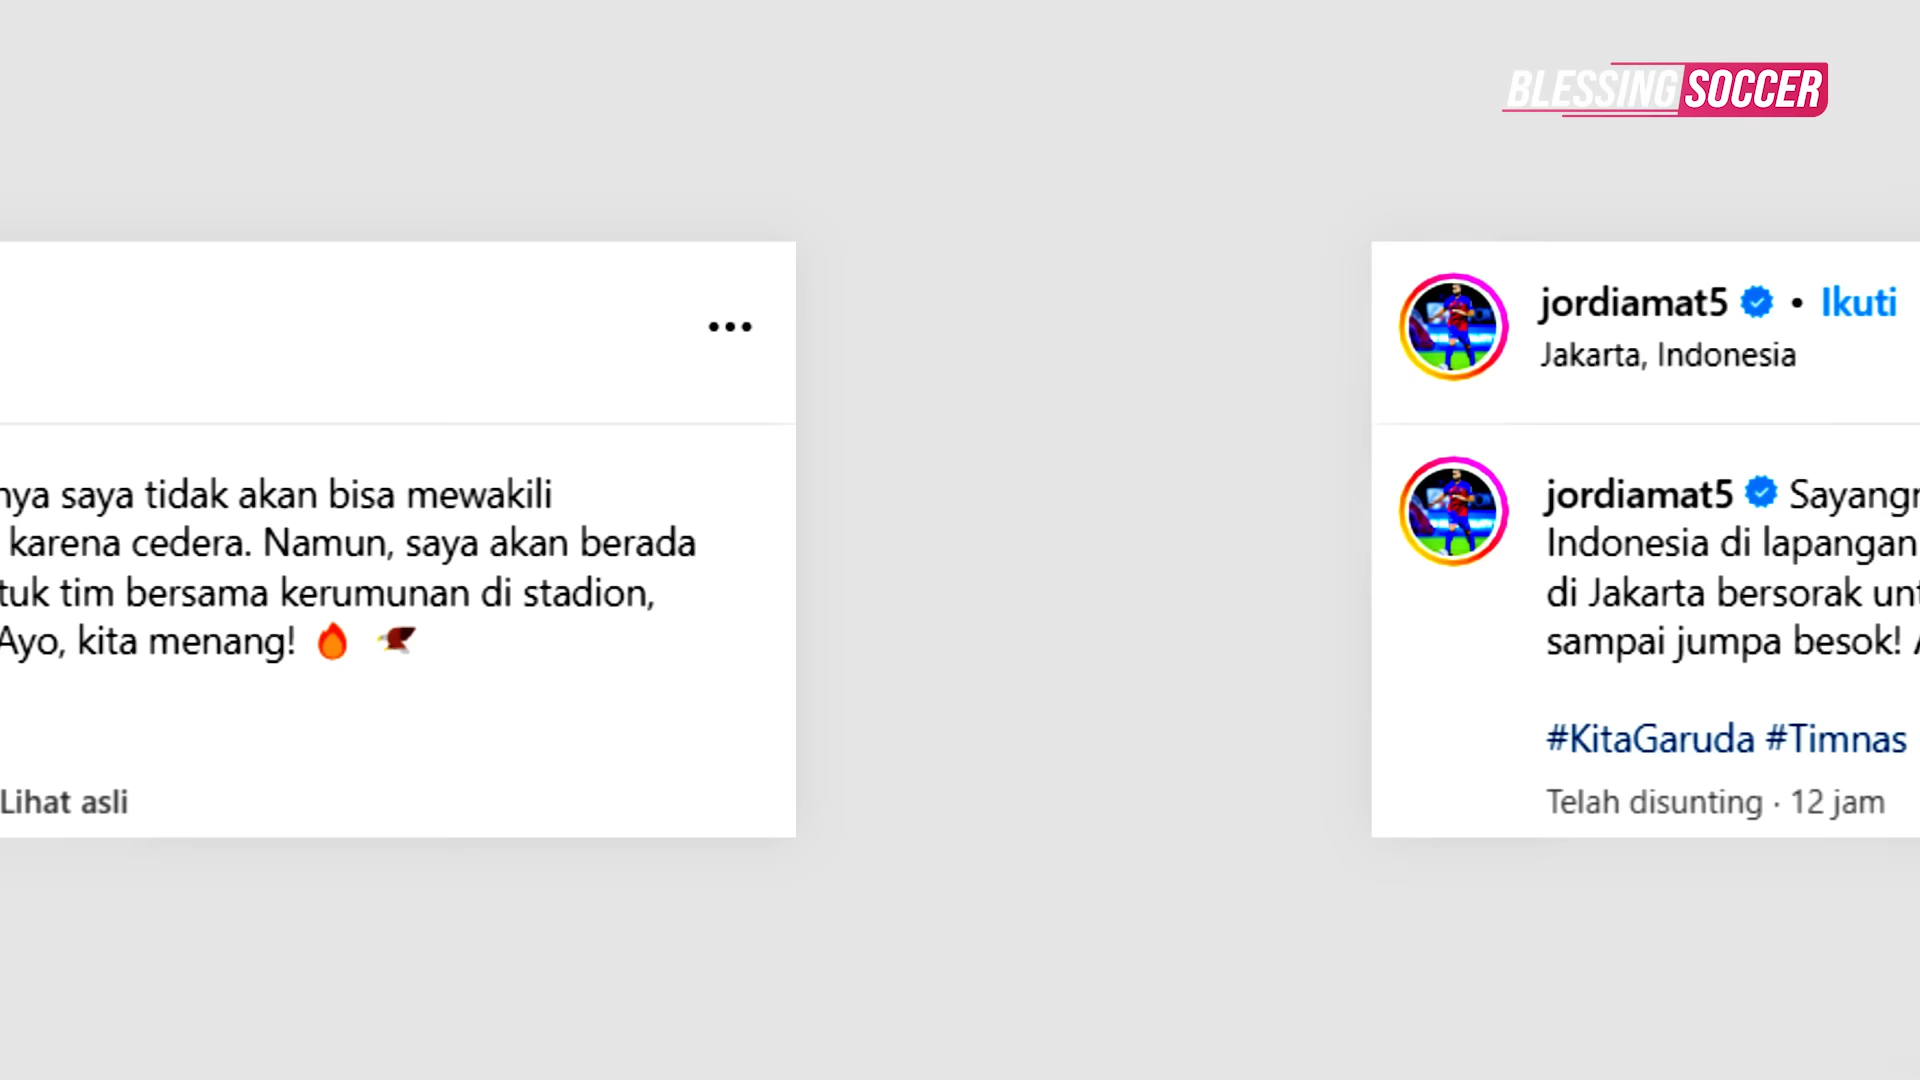 BLESSING SOCCER
nya saya tidak akan bisa mewakili
karena cedera. Namun, saya akan berada
tuk tim bersama kerumunan di stadion,
Ayo, kita menang! 🔥 🦅
Lihat asli
jordiamat5 • Ikuti
Jakarta, Indonesia
jordiamat5 Sayangn
Indonesia di lapangan
di Jakarta bersorak unt
sampai jumpa besok! A
#KitaGaruda #Timnas
Telah disunting · 12 jam